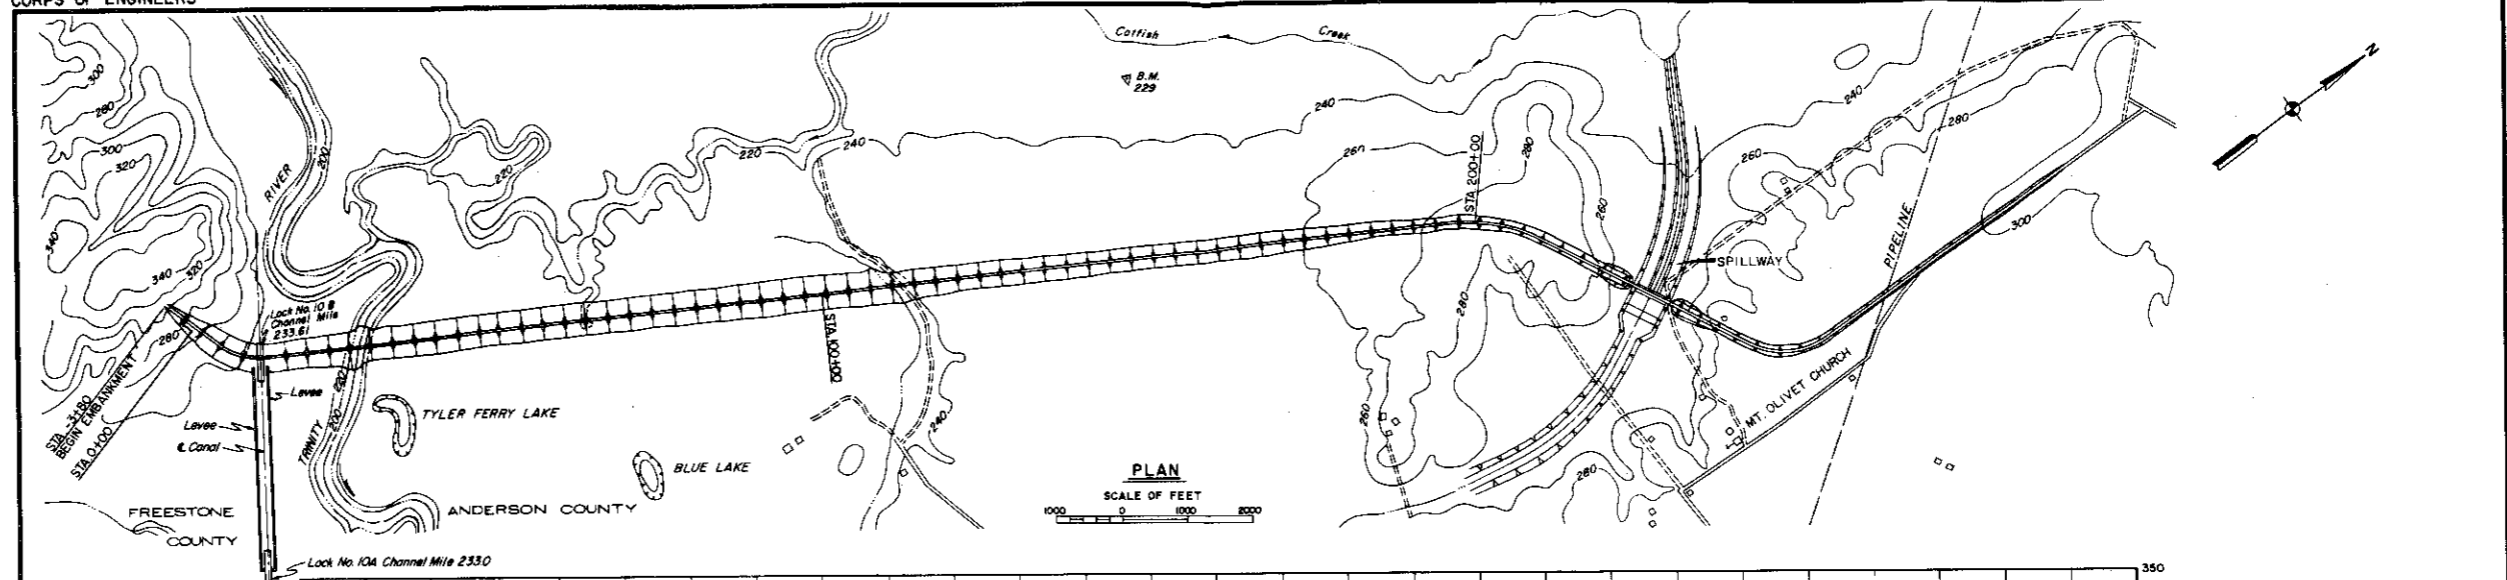 CORPS OF ENGINEERS
Catfish Creek
B.M.
229
N
300
280
300
320
340
340
320
280
RIVER
200
220
220
240
240
260
280
260
240
260
280
300
STA. 200+00
SPILLWAY
PIPELINE
Lock No. 10 B
Channel Mile
233.61
STA. 100+00
STA. -3+80
BEGIN EMBANKMENT
STA. 0+00
Levee
Levee
℄ Canal
TRINITY
200
200
TYLER FERRY LAKE
BLUE LAKE
240
260
280
280
MT. OLIVET CHURCH
FREESTONE
COUNTY
ANDERSON COUNTY
PLAN
SCALE OF FEET
1000 0 1000 2000
Lock No. 10A Channel Mile 233.0
350